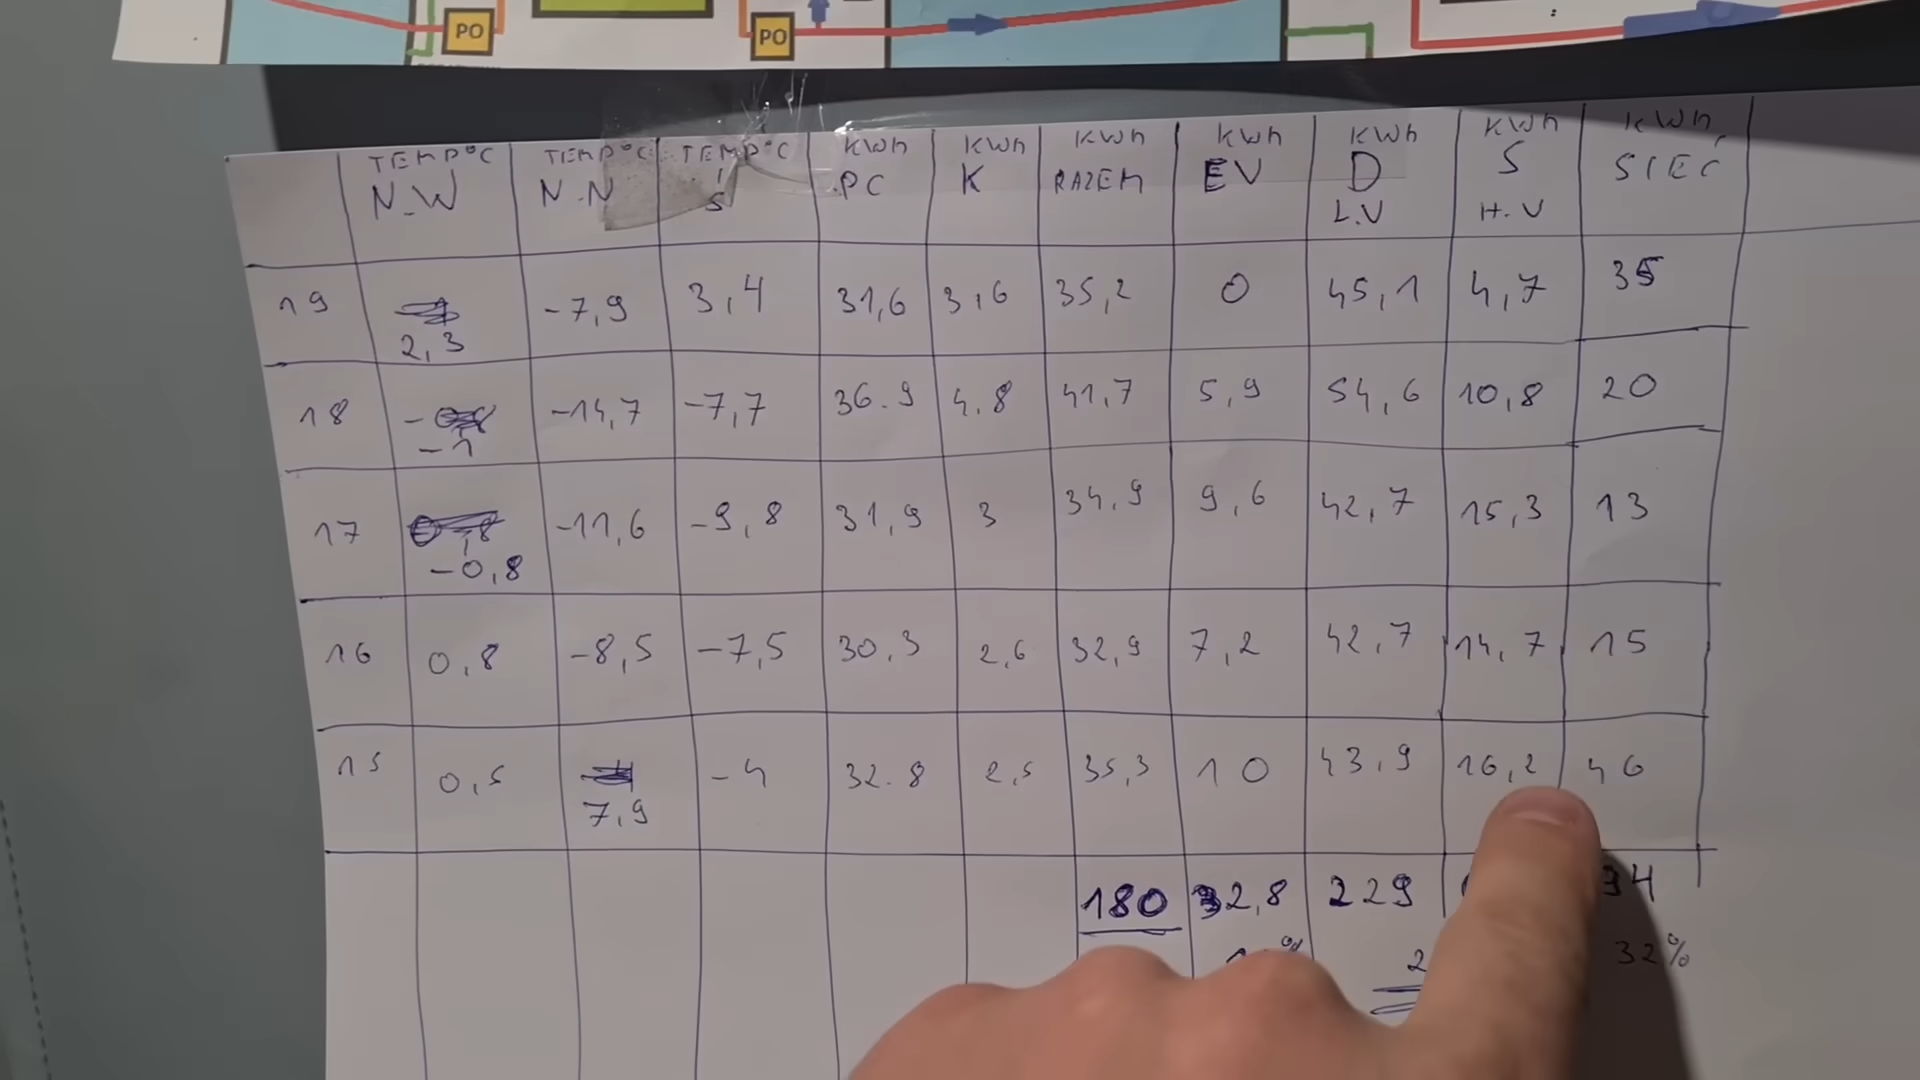 PO PO
TEMP°C TEMP°C TEMP°C KWh KWh KWh KWh KWh KWh KWh
N-W N-N S PC K RAZEM EV D S SIEĆ
L.V H.V
19 2,3 -7,9 3,4 31,6 3,6 35,2 0 45,1 4,7 35
18 -1 -14,7 -7,7 36.9 4.8 41,7 5,9 54,6 10,8 20
17 -0,8 -11,6 -9,8 31,9 3 34,9 9,6 42,7 15,3 13
16 0,8 -8,5 -7,5 30,3 2,6 32,9 7,2 42,7 14,7 15
15 0,5 7,9 -4 32.8 2,5 35,3 10 43,9 16,2 46
180 32,8 229 34
% 2 32%